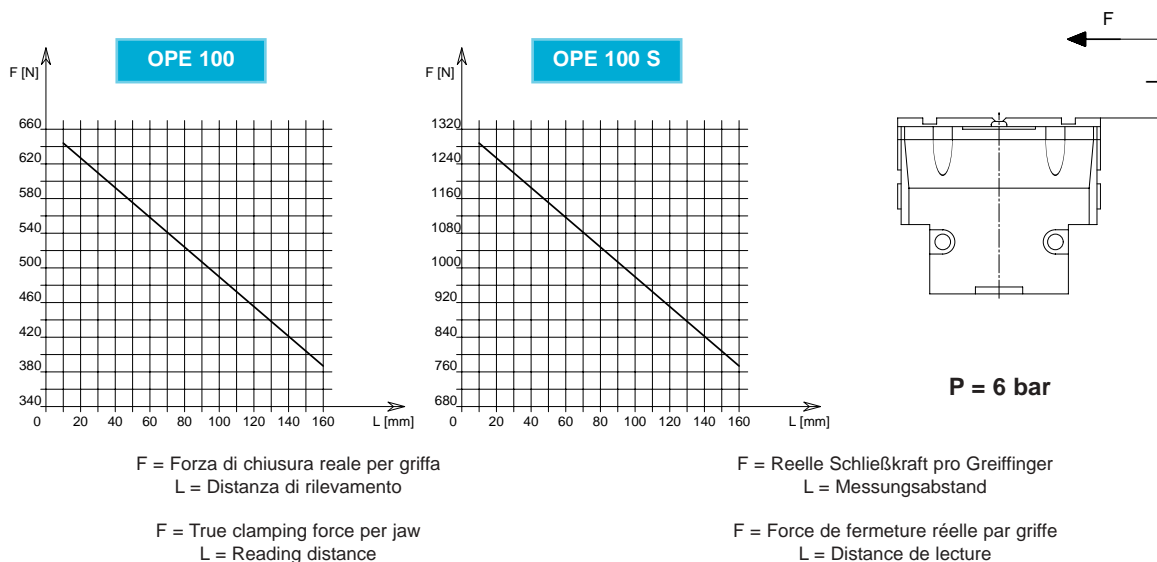 OPE 100
F [N]
660
620
580
540
500
460
420
380
340
0 20 40 60 80 100 120 140 160
L [mm]
OPE 100 S
F [N]
1320
1240
1160
1080
1000
920
840
760
680
0 20 40 60 80 100 120 140 160
L [mm]
F
P = 6 bar
F = Forza di chiusura reale per griffa
L = Distanza di rilevamento
F = Reelle Schließkraft pro Greiffinger
L = Messungsabstand
F = True clamping force per jaw
L = Reading distance
F = Force de fermeture réelle par griffe
L = Distance de lecture